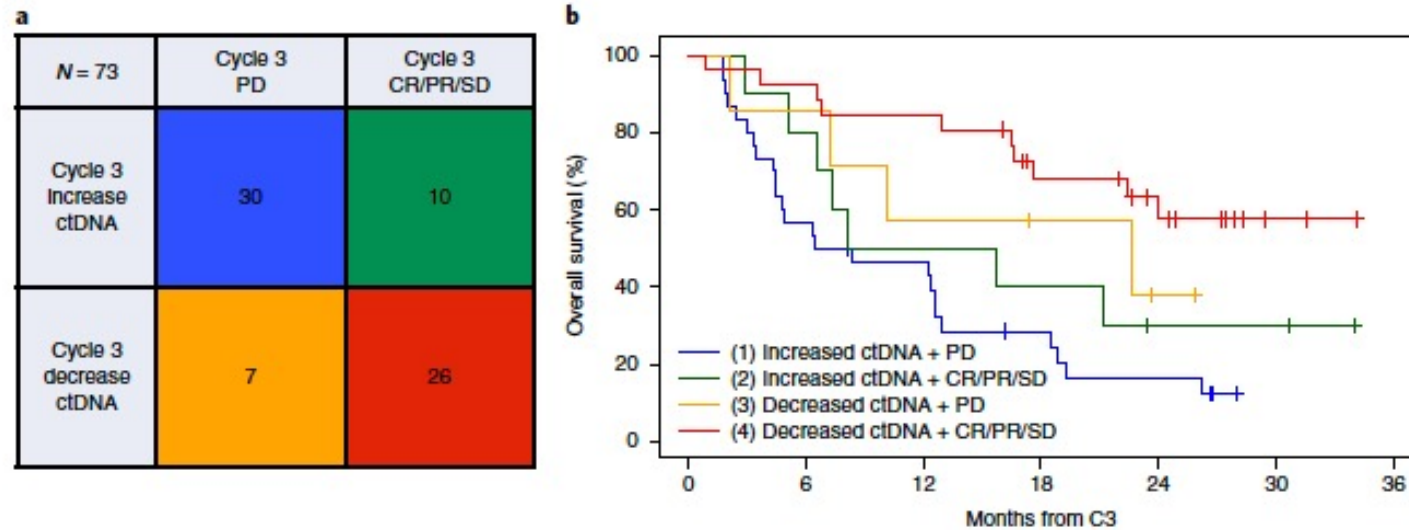 a
N = 73
Cycle 3
PD
Cycle 3
CR/PR/SD
Cycle 3
Increase
ctDNA
30
10
Cycle 3
decrease
ctDNA
7
26
b
Overall survival (%)
100
80
60
40
20
0
(1) Increased ctDNA + PD
(2) Increased ctDNA + CR/PR/SD
(3) Decreased ctDNA + PD
(4) Decreased ctDNA + CR/PR/SD
0 6 12 18 24 30 36
Months from C3